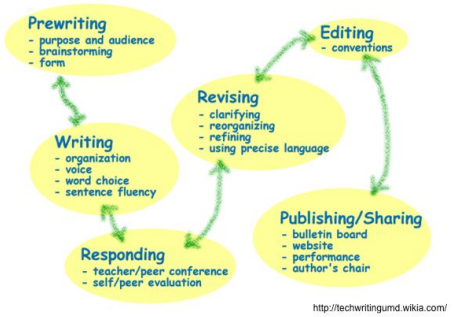 Prewriting
- purpose and audience
- brainstorming
- form
Writing
- organization
- voice
- word choice
- sentence fluency
Responding
- teacher/peer conference
- self/peer evaluation
Revising
- clarifying
- reorganizing
- refining
- using precise language
Editing
- conventions
Publishing/Sharing
- bulletin board
- website
- performance
- author's chair
http://techwritingumd.wikia.com/